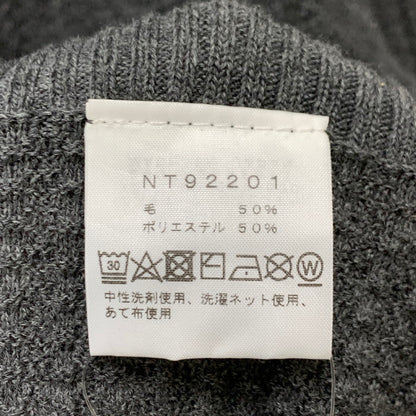 NT92201
毛 50%
ポリエステル 50%
30 W
中性洗剤使用、洗濯ネット使用、
あて布使用